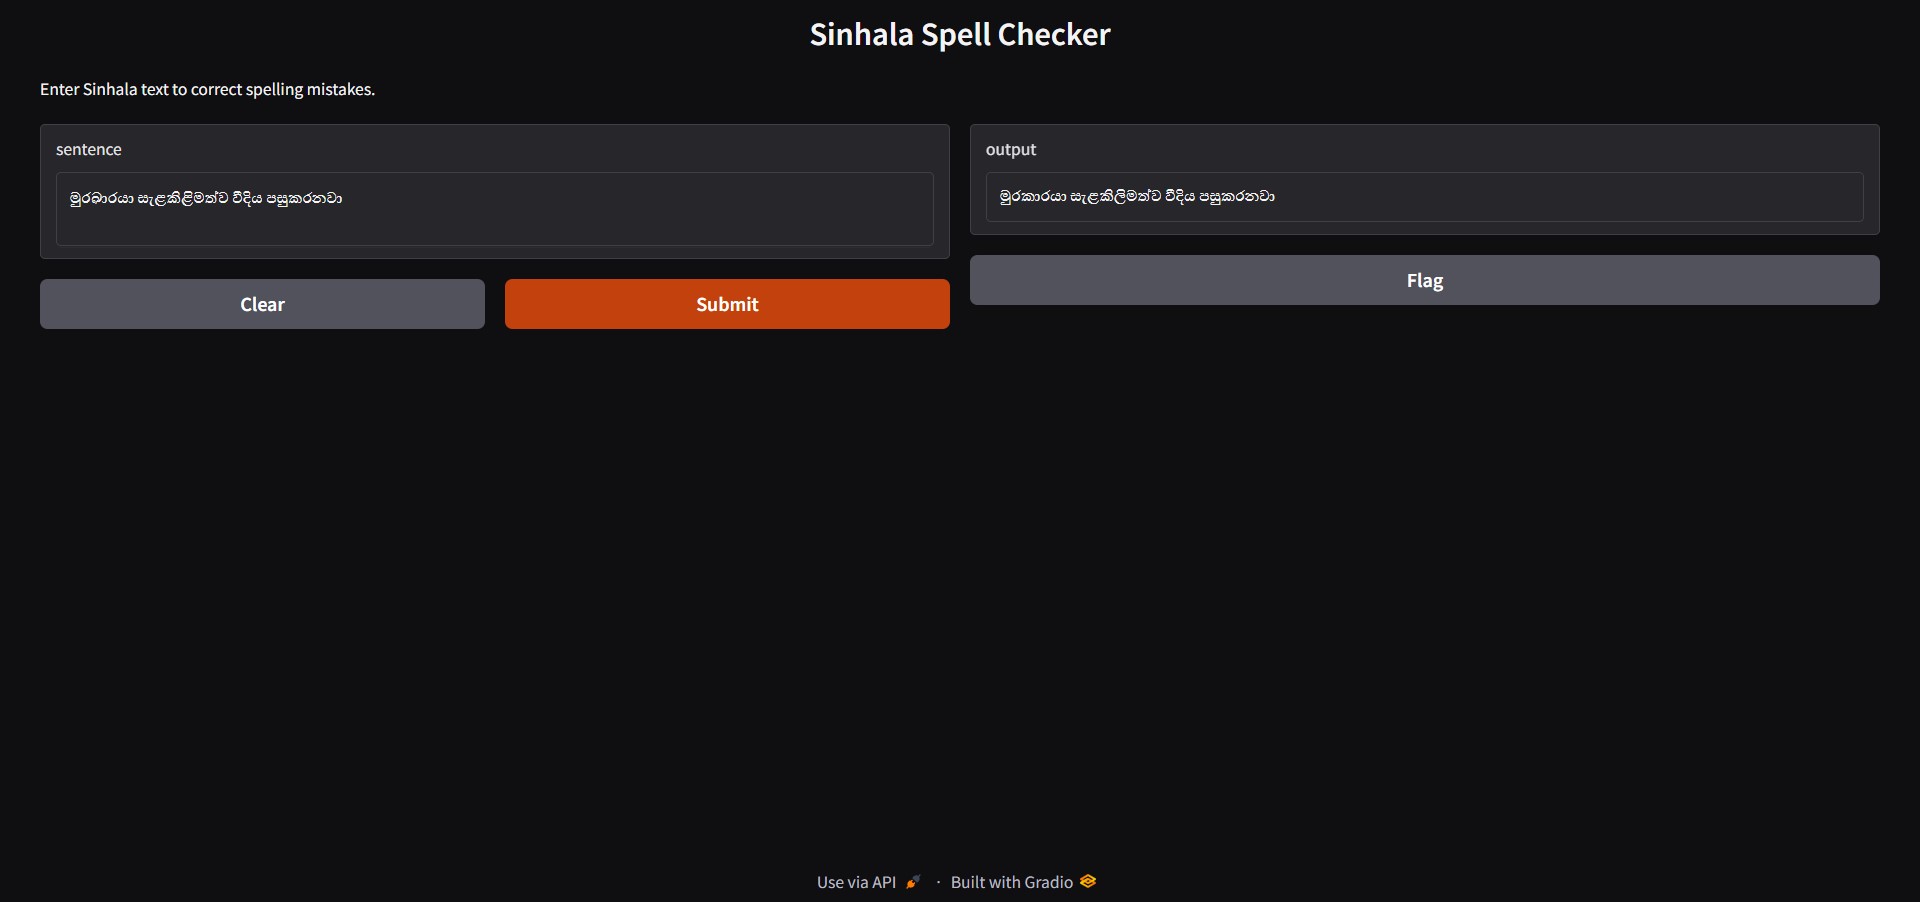 Sinhala Spell Checker
Enter Sinhala text to correct spelling mistakes.
sentence
මුරබාරයා සැළකිළිමත්ව වීදිය පසුකරනවා
Clear
Submit
output
මුරකාරයා සැළකිලිමත්ව වීදිය පසුකරනවා
Flag
Use via API · Built with Gradio